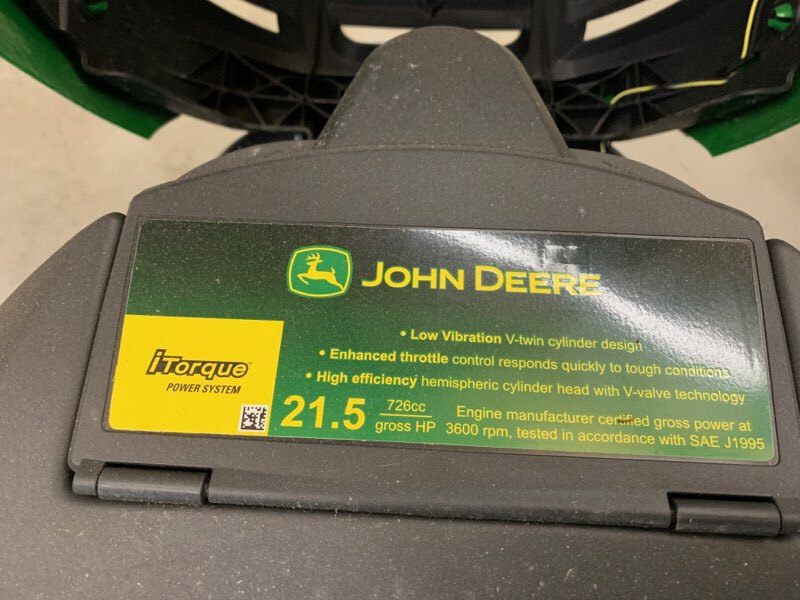 JOHN DEERE
• Low Vibration V-twin cylinder design
• Enhanced throttle control responds quickly to tough conditions
• High efficiency hemispheric cylinder head with V-valve technology
iTorque
POWER SYSTEM
21.5 726cc
gross HP
Engine manufacturer certified gross power at
3600 rpm, tested in accordance with SAE J1995